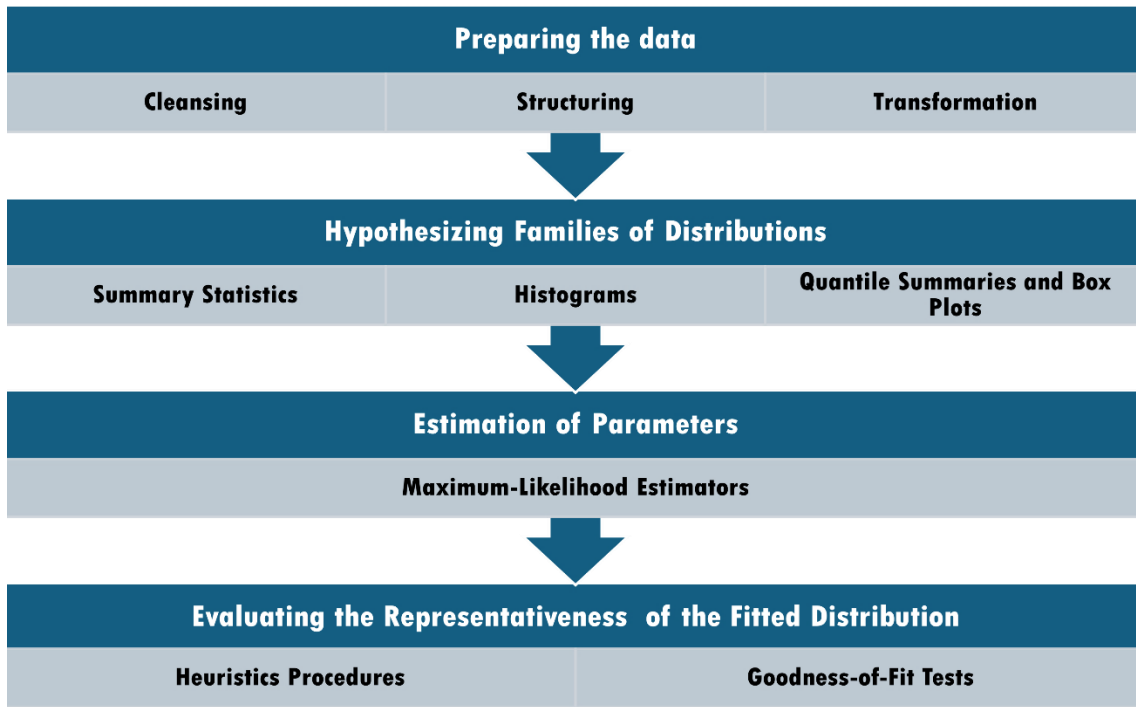 Preparing the data
Cleansing
Structuring
Transformation
Hypothesizing Families of Distributions
Summary Statistics
Histograms
Quantile Summaries and Box
Plots
Estimation of Parameters
Maximum-Likelihood Estimators
Evaluating the Representativeness of the Fitted Distribution
Heuristics Procedures
Goodness-of-Fit Tests